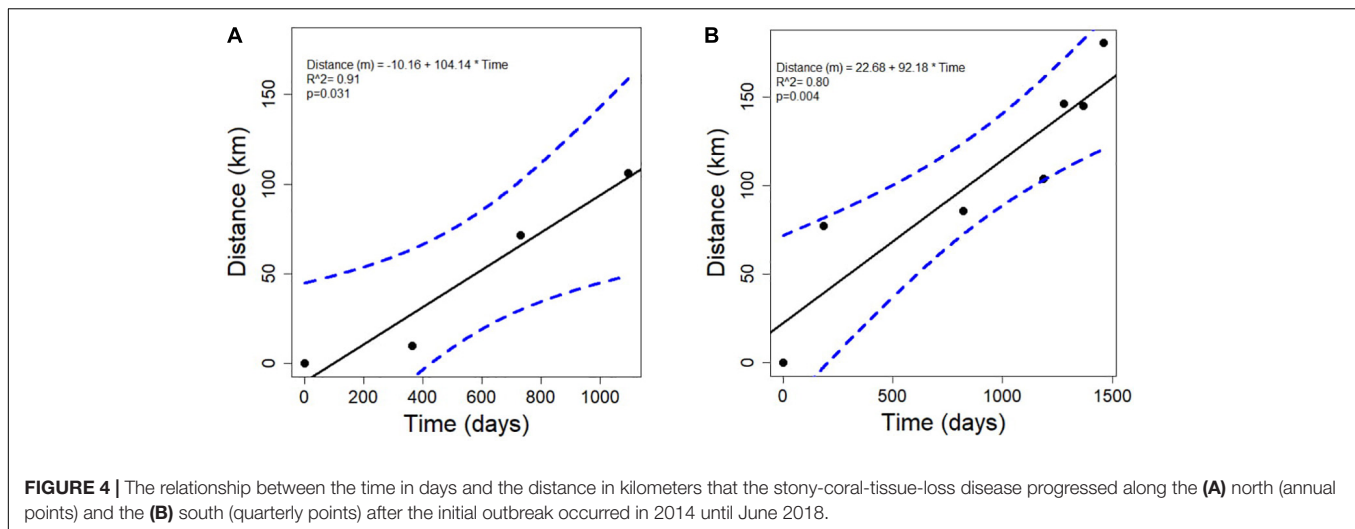 A
Distance (m) = -10.16 + 104.14 * Time
R^2= 0.91
p=0.031
Distance (km)
0
50
100
150
0
200
400
600
800
1000
Time (days)
B
Distance (m) = 22.68 + 92.18 * Time
R^2= 0.80
p=0.004
Distance (km)
0
50
100
150
0
500
1000
1500
Time (days)
FIGURE 4 | The relationship between the time in days and the distance in kilometers that the stony-coral-tissue-loss disease progressed along the (A) north (annual
points) and the (B) south (quarterly points) after the initial outbreak occurred in 2014 until June 2018.